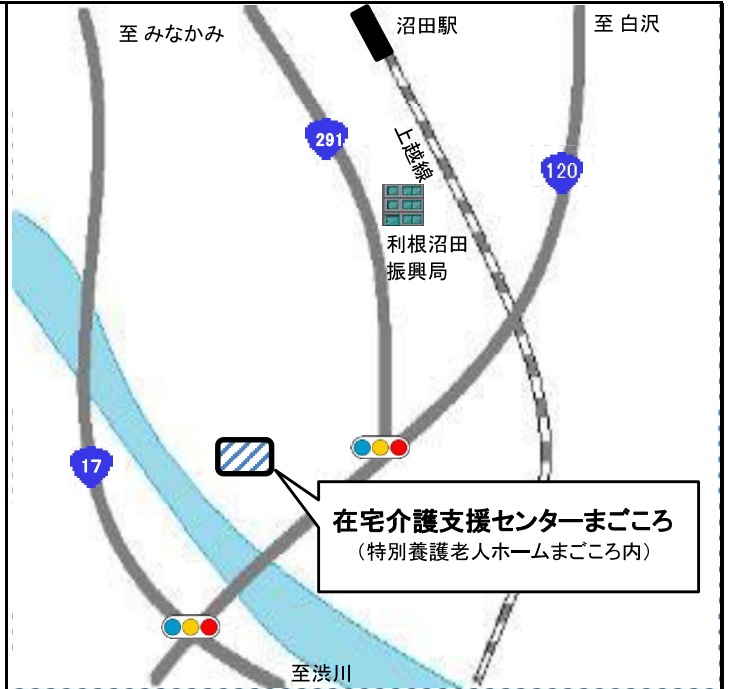 至 みなかみ
沼田駅
至 白沢
291
上越線
120
利根沼田
振興局
17
在宅介護支援センターまごころ
（特別養護老人ホームまごころ内）
至渋川